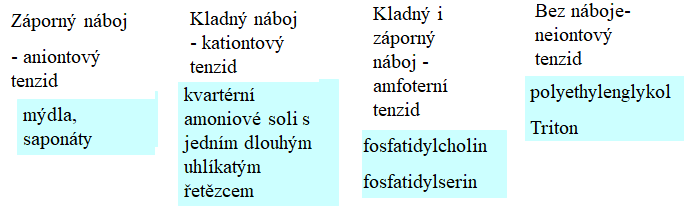 Záporný náboj
- aniontový
tenzid
mýdla,
saponáty
Kladný náboj
- kationtový
tenzid
kvartérní
amoniové soli s
jedním dlouhým
uhlíkatým
řetězcem
Kladný i
záporný
náboj -
amfoterní
tenzid
fosfatidylcholin
fosfatidylserin
Bez náboje-
neiontový
tenzid
polyethylenglykol
Triton